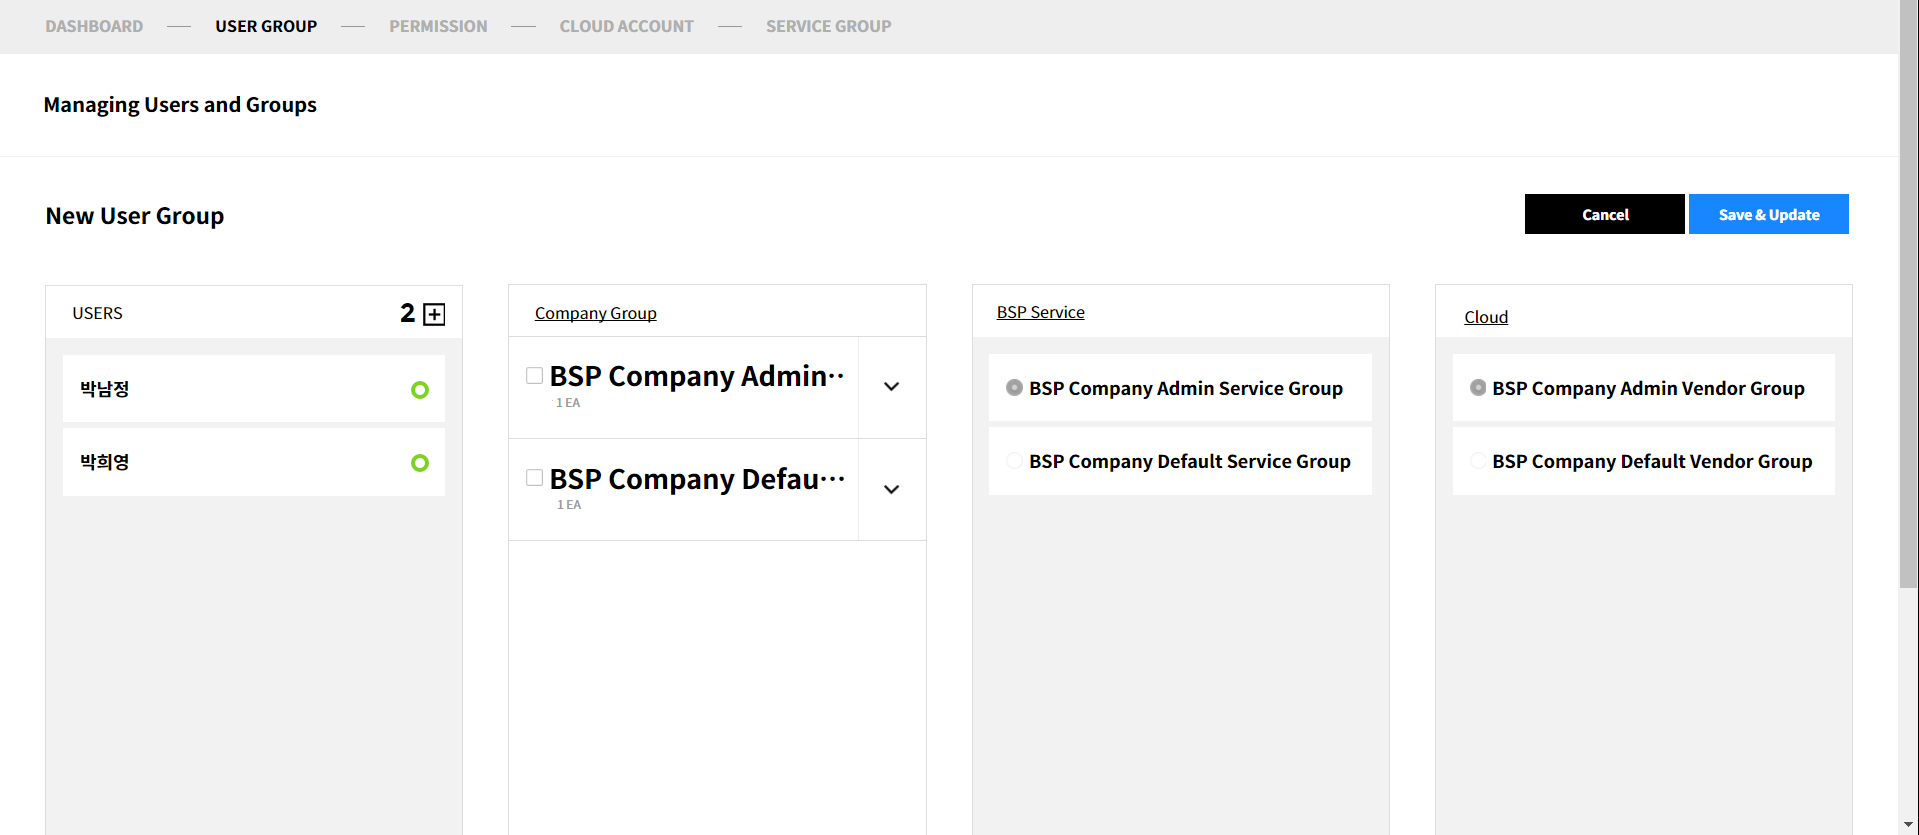 DASHBOARD — USER GROUP — PERMISSION — CLOUD ACCOUNT — SERVICE GROUP
Managing Users and Groups
New User Group
Cancel
Save & Update
USERS 2
박남정
박희영
Company Group
BSP Company Admin···
1 EA
BSP Company Defau···
1 EA
BSP Service
BSP Company Admin Service Group
BSP Company Default Service Group
Cloud
BSP Company Admin Vendor Group
BSP Company Default Vendor Group